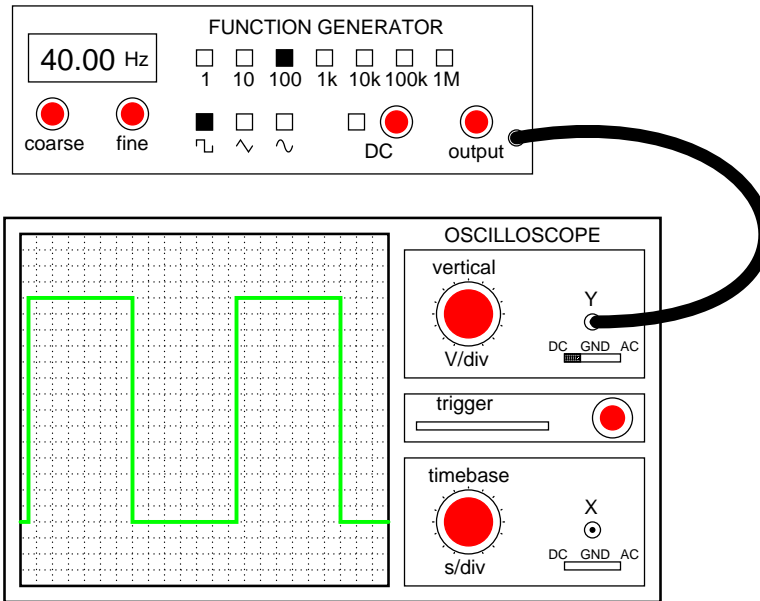 FUNCTION GENERATOR
40.00 Hz
1 10 100 1k 10k 100k 1M
coarse fine DC output
OSCILLOSCOPE
vertical
Y
DC GND AC
V/div
trigger
timebase
X
DC GND AC
s/div